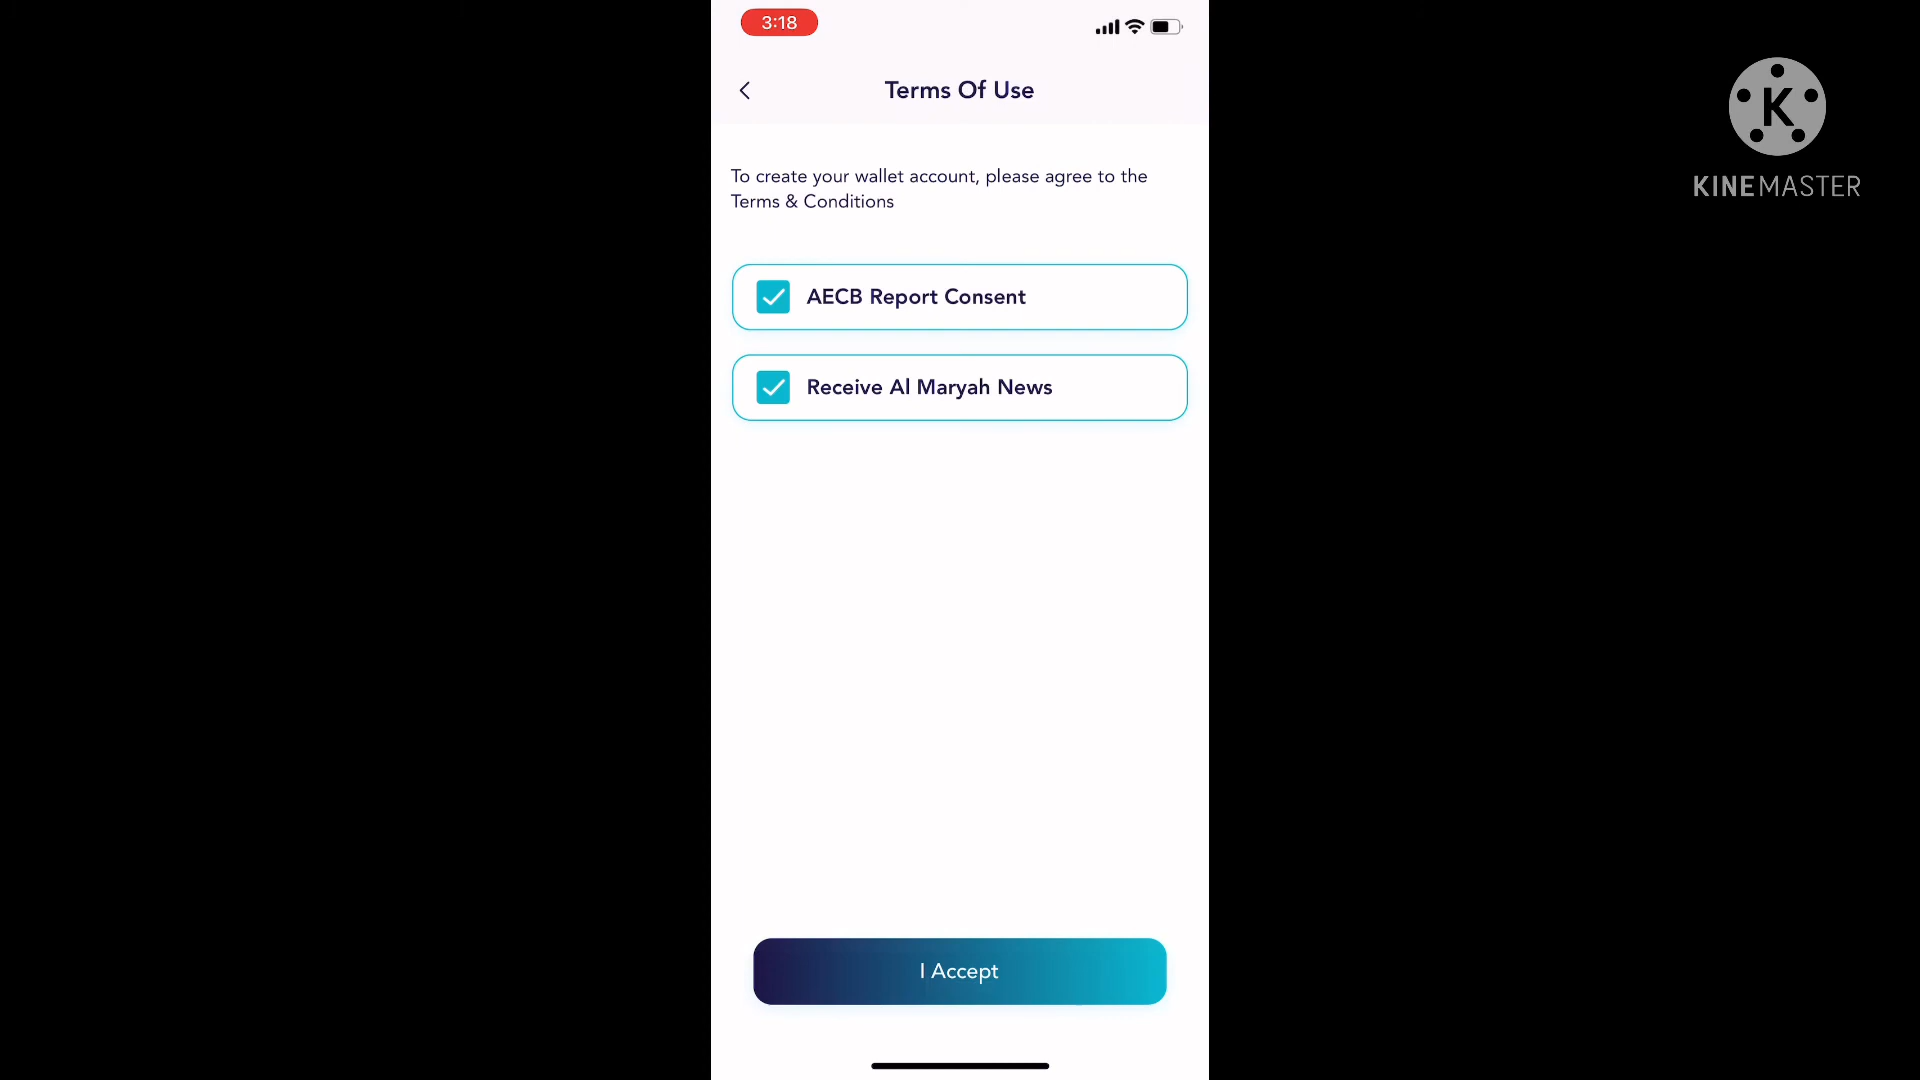 3:18
Terms Of Use
To create your wallet account, please agree to the
Terms & Conditions
AECB Report Consent
Receive Al Maryah News
I Accept
K
KINEMASTER